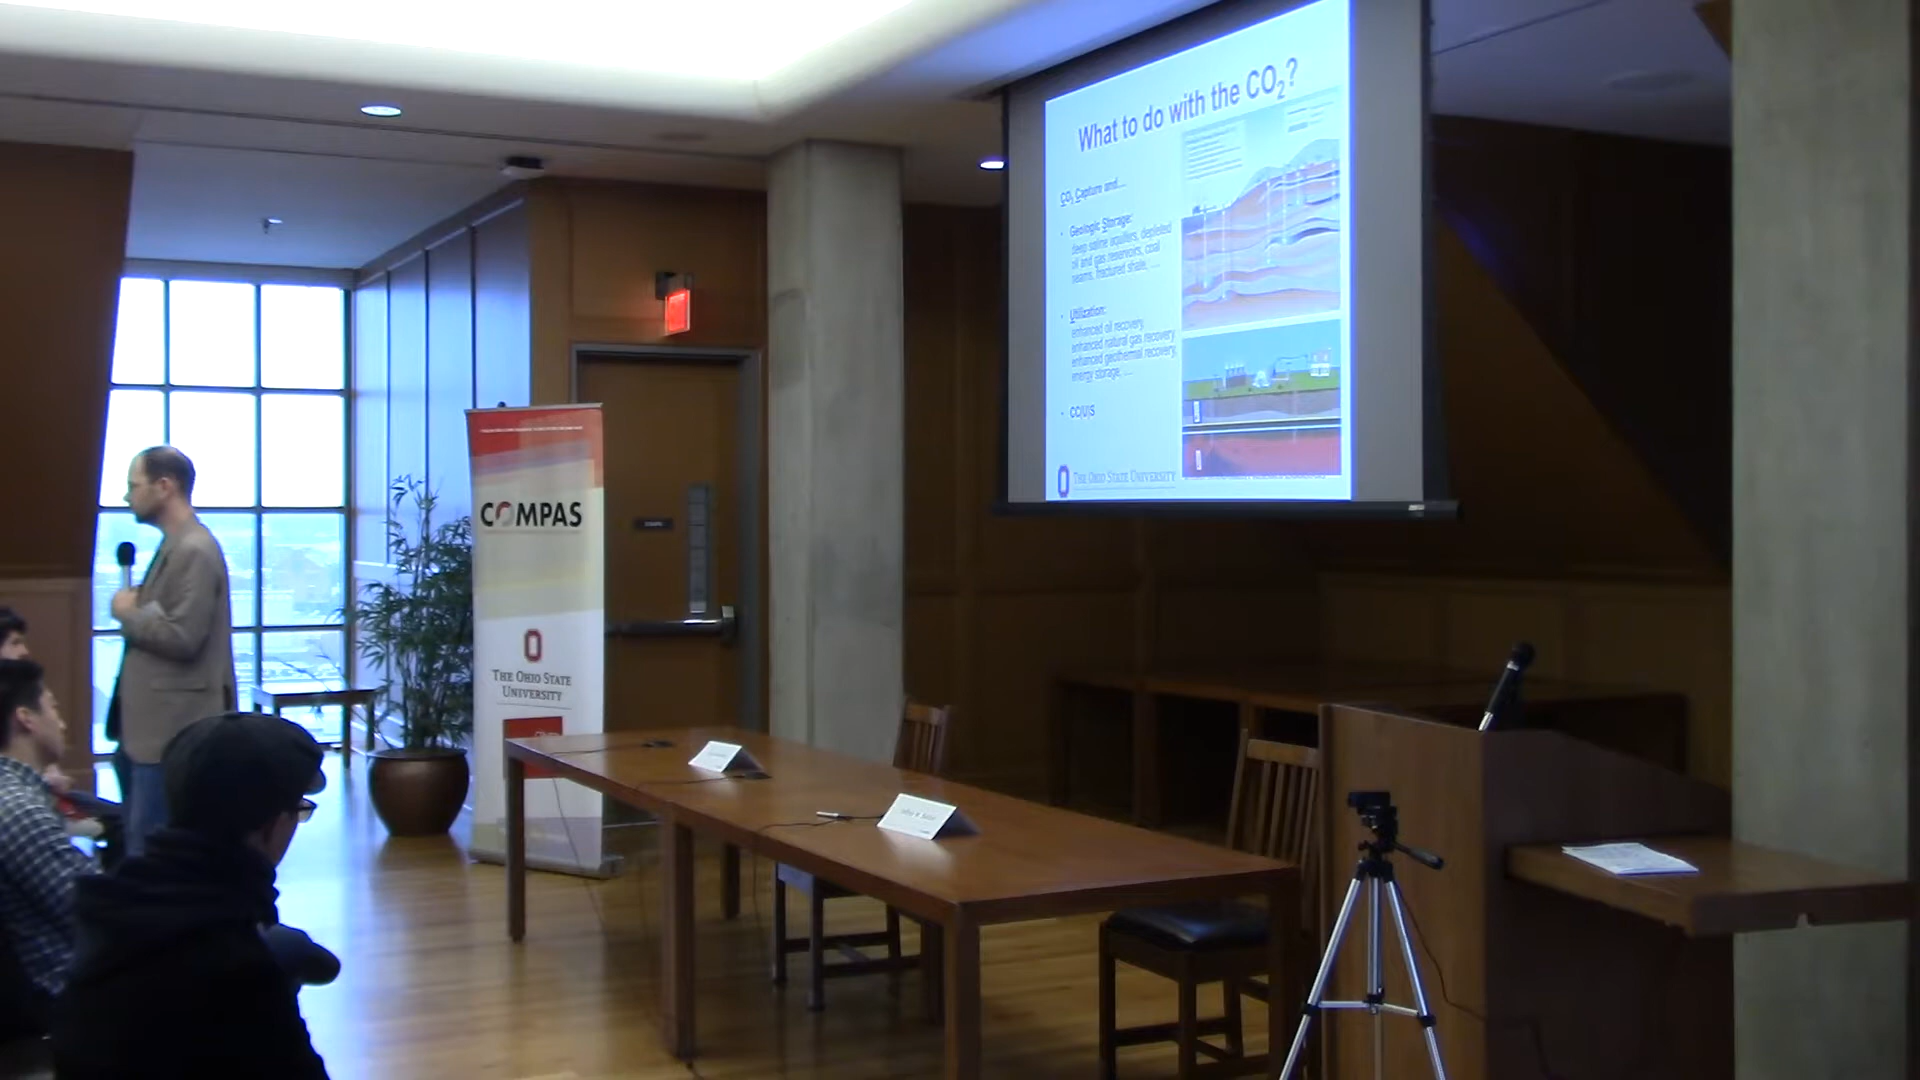 What to do with the CO₂?
CO₂ Capture and....
• Geologic Storage:
deep saline aquifers, depleted
oil and gas reservoirs, coal
seams, fractured shale, ....
• Utilization:
enhanced oil recovery,
enhanced natural gas recovery
enhanced geothermal recovery,
energy storage, ....
• CC(U)S
THE OHIO STATE UNIVERSITY
COMPAS
THE OHIO STATE
UNIVERSITY